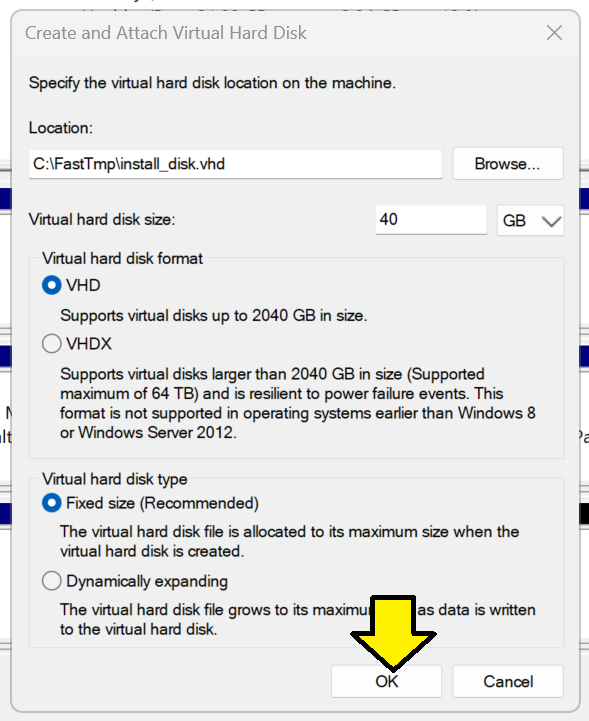 Create and Attach Virtual Hard Disk
Specify the virtual hard disk location on the machine.
Location:
C:\FastTmp\install_disk.vhd
Browse...
Virtual hard disk size:
40
GB
Virtual hard disk format
VHD
Supports virtual disks up to 2040 GB in size.
VHDX
Supports virtual disks larger than 2040 GB in size (Supported
maximum of 64 TB) and is resilient to power failure events. This
format is not supported in operating systems earlier than Windows 8
or Windows Server 2012.
Virtual hard disk type
Fixed size (Recommended)
The virtual hard disk file is allocated to its maximum size when the
virtual hard disk is created.
Dynamically expanding
The virtual hard disk file grows to its maximum as data is written
to the virtual hard disk.
OK
Cancel